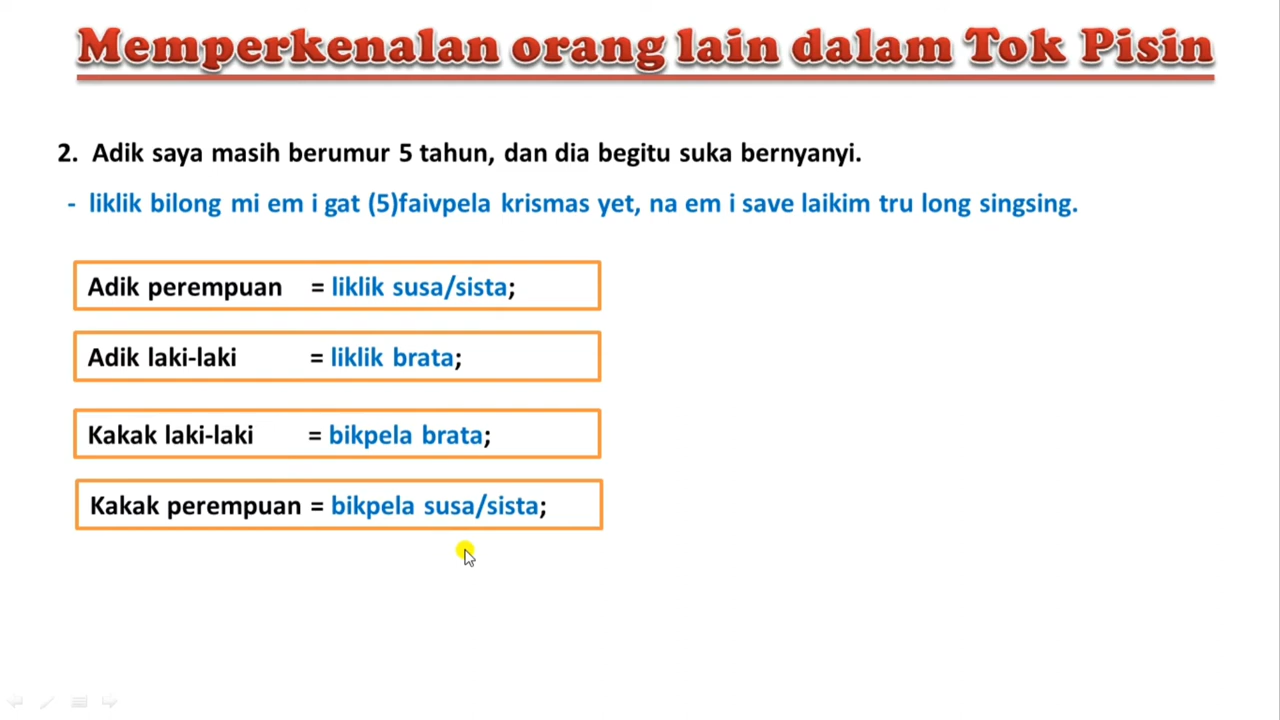 Memperkenalan orang lain dalam Tok Pisin
2. Adik saya masih berumur 5 tahun, dan dia begitu suka bernyanyi.
- liklik bilong mi em i gat (5)faivpela krismas yet, na em i save laikim tru long singsing.
Adik perempuan = liklik susa/sista;
Adik laki-laki = liklik brata;
Kakak laki-laki = bikpela brata;
Kakak perempuan = bikpela susa/sista;